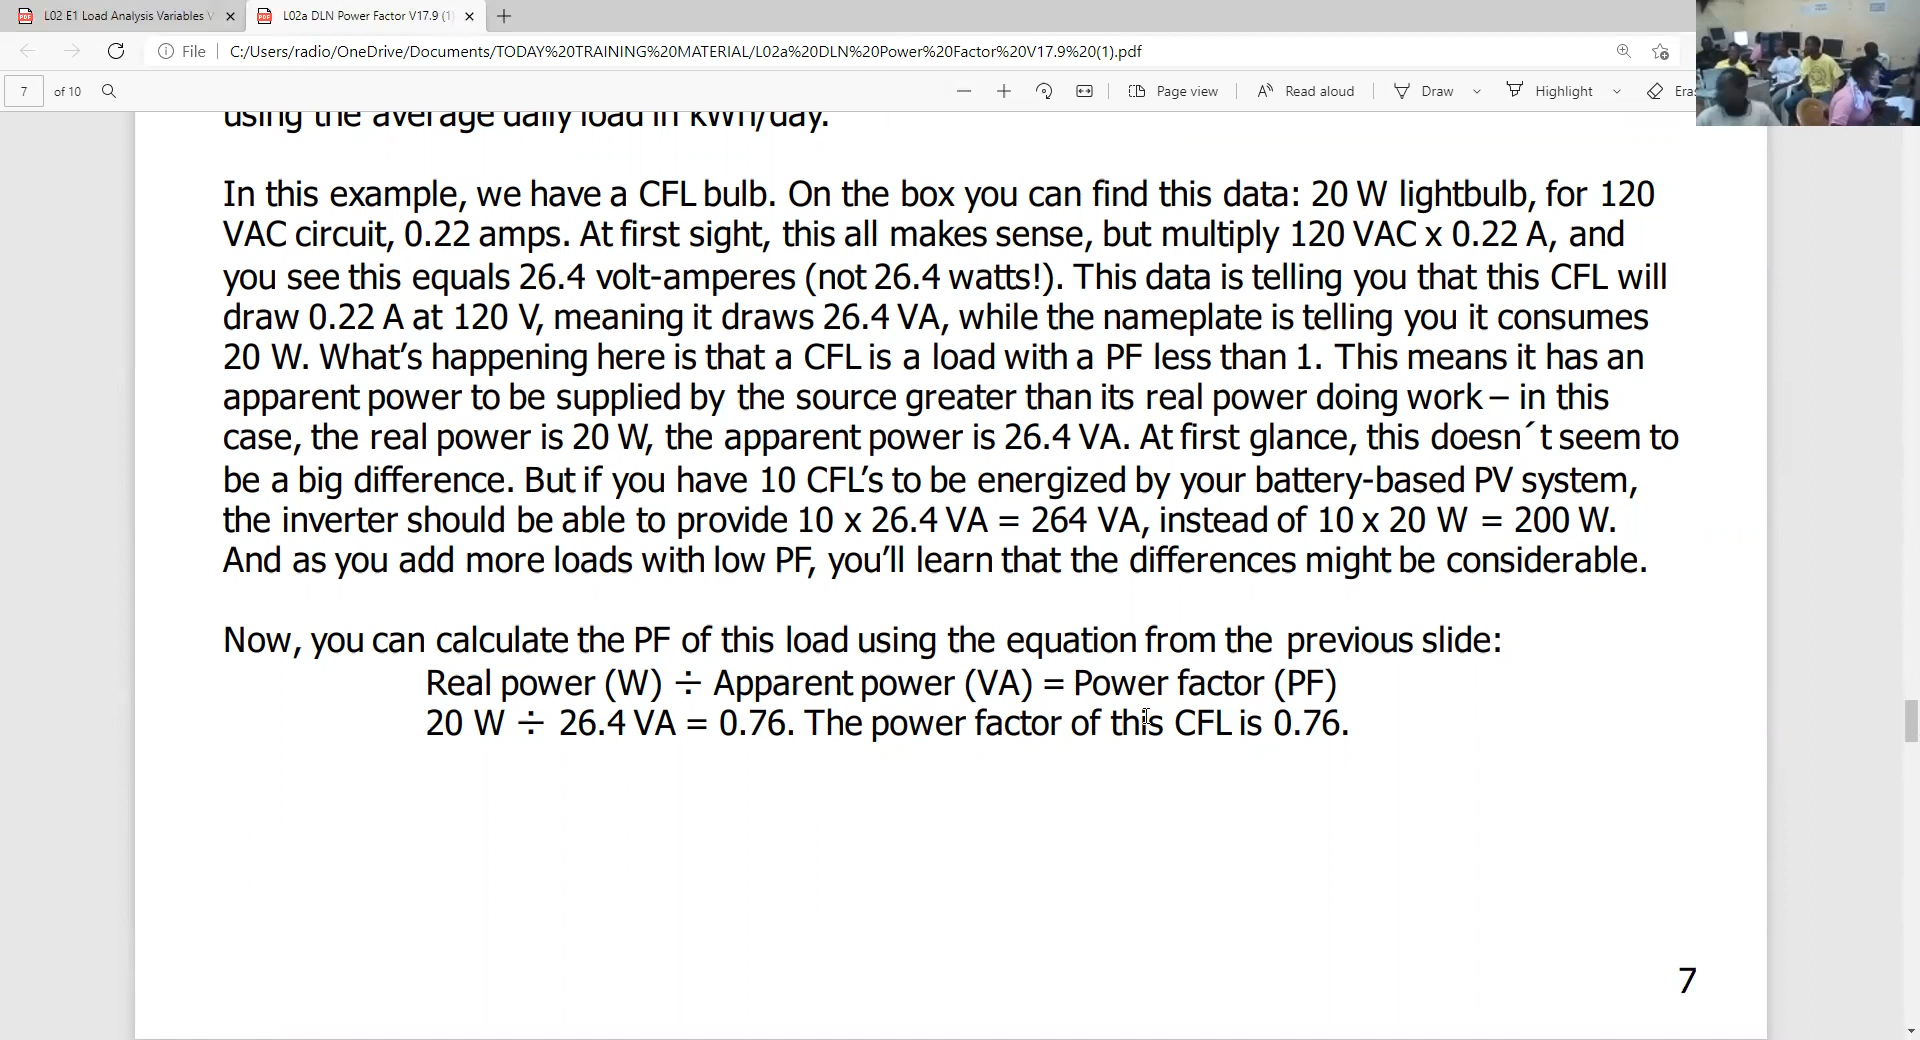 L02 E1 Load Analysis Variables V
L02a DLN Power Factor V17.9 (1)
File
C:/Users/radio/OneDrive/Documents/TODAY%20TRAINING%20MATERIAL/L02a%20DLN%20Power%20Factor%20V17.9%20(1).pdf
7 of 10
Page view
Read aloud
Draw
Highlight
Eras
using the average daily load in kWh/day.
In this example, we have a CFL bulb. On the box you can find this data: 20 W lightbulb, for 120
VAC circuit, 0.22 amps. At first sight, this all makes sense, but multiply 120 VAC x 0.22 A, and
you see this equals 26.4 volt-amperes (not 26.4 watts!). This data is telling you that this CFL will
draw 0.22 A at 120 V, meaning it draws 26.4 VA, while the nameplate is telling you it consumes
20 W. What’s happening here is that a CFL is a load with a PF less than 1. This means it has an
apparent power to be supplied by the source greater than its real power doing work – in this
case, the real power is 20 W, the apparent power is 26.4 VA. At first glance, this doesn´t seem to
be a big difference. But if you have 10 CFL’s to be energized by your battery-based PV system,
the inverter should be able to provide 10 x 26.4 VA = 264 VA, instead of 10 x 20 W = 200 W.
And as you add more loads with low PF, you’ll learn that the differences might be considerable.
Now, you can calculate the PF of this load using the equation from the previous slide:
Real power (W) ÷ Apparent power (VA) = Power factor (PF)
20 W ÷ 26.4 VA = 0.76. The power factor of this CFL is 0.76.
7